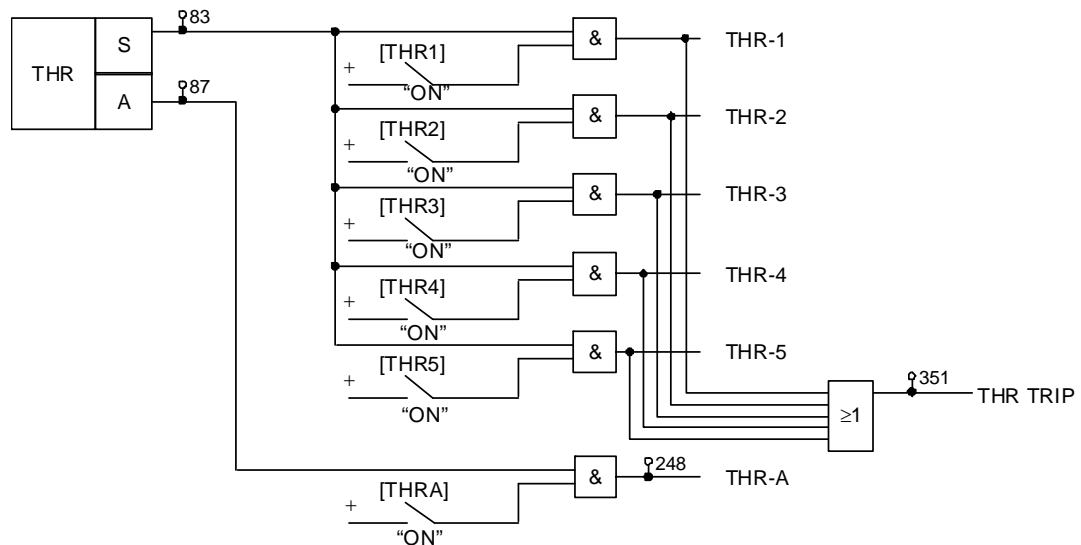 83
S
THR
87
A
[THR1]
+
“ON”
&
THR-1
[THR2]
+
“ON”
&
THR-2
[THR3]
+
“ON”
&
THR-3
[THR4]
+
“ON”
&
THR-4
[THR5]
+
“ON”
&
THR-5
≥1
351
THR TRIP
[THRA]
+
“ON”
&
248
THR-A